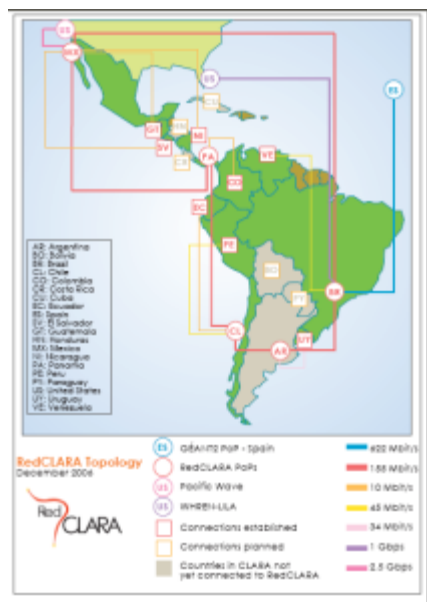 US
MX
US
ES
CU
GT
HN
NI
SV
CR
PA
VE
CO
EC
PE
BO
PY
BR
CL
UY
AR
AR: Argentina
BO: Bolivia
BR: Brasil
CL: Chile
CO: Colombia
CR: Costa Rica
CU: Cuba
EC: Ecuador
ES: Spain
SV: El Salvador
GT: Guatemala
HN: Honduras
MX: Mexico
NI: Nicaragua
PA: Panama
PE: Peru
PY: Paraguay
US: United States
UY: Uruguay
VE: Venezuela
RedCLARA Topology
December 2006
Red
CLARA
ES GÉANT2 PoP - Spain
RedCLARA PoPs
US Pacific Wave
US WHREN-LILA
Connections established
Connections planned
Countries in CLARA not
yet connected to RedCLARA
622 Mbit/s
155 Mbit/s
10 Mbit/s
45 Mbit/s
34 Mbit/s
1 Gbps
2.5 Gbps